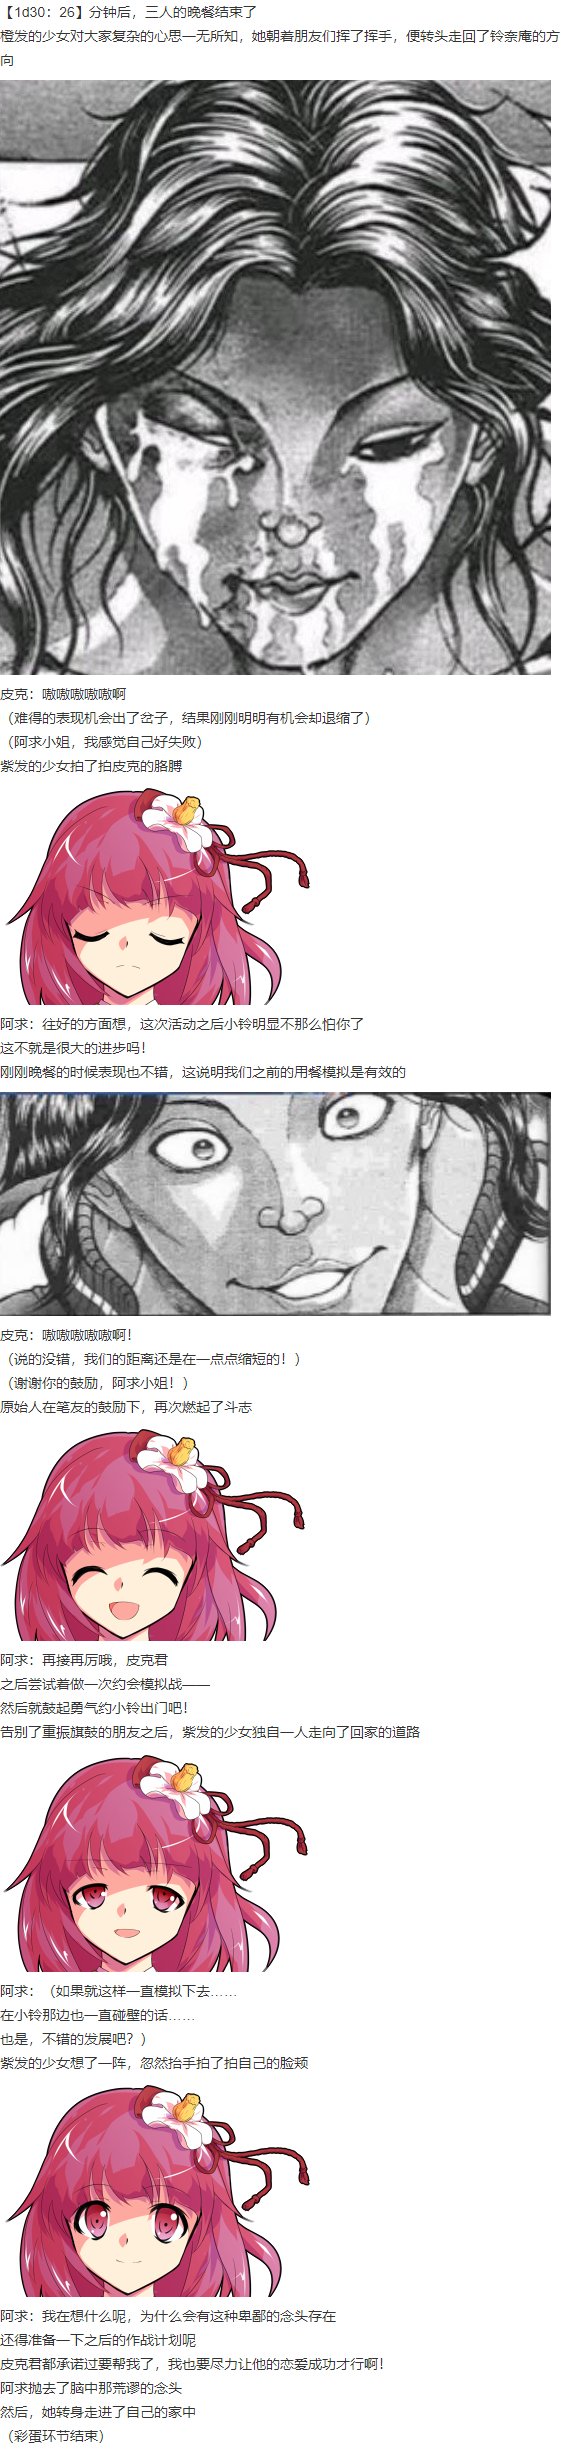 【1d30：26】分钟后，三人的晚餐结束了
橙发的少女对大家复杂的心思一无所知，她朝着朋友们挥了挥手，便转头走回了铃奈庵的方
向
皮克：嗷嗷嗷嗷嗷啊
（难得的表现机会出了岔子，结果刚刚明明有机会却退缩了）
（阿求小姐，我感觉自己好失败）
紫发的少女拍了拍皮克的胳膊
阿求：往好的方面想，这次活动之后小铃明显不那么怕你了
这不就是很大的进步吗！
刚刚晚餐的时候表现也不错，这说明我们之前的用餐模拟是有效的
皮克：嗷嗷嗷嗷嗷啊！
（说的没错，我们的距离还是在一点点缩短的！）
（谢谢你的鼓励，阿求小姐！）
原始人在笔友的鼓励下，再次燃起了斗志
阿求：再接再厉哦，皮克君
之后尝试着做一次约会模拟战——
然后就鼓起勇气约小铃出门吧！
告别了重振旗鼓的朋友之后，紫发的少女独自一人走向了回家的道路
阿求：（如果就这样一直模拟下去……
在小铃那边也一直碰壁的话……
也是，不错的发展吧？）
紫发的少女想了一阵，忽然抬手拍了拍自己的脸颊
阿求：我在想什么呢，为什么会有这种卑鄙的念头存在
还得准备一下之后的作战计划呢
皮克君都承诺过要帮我了，我也要尽力让他的恋爱成功才行啊！
阿求抛去了脑中那荒谬的念头
然后，她转身走进了自己的家中
（彩蛋环节结束）